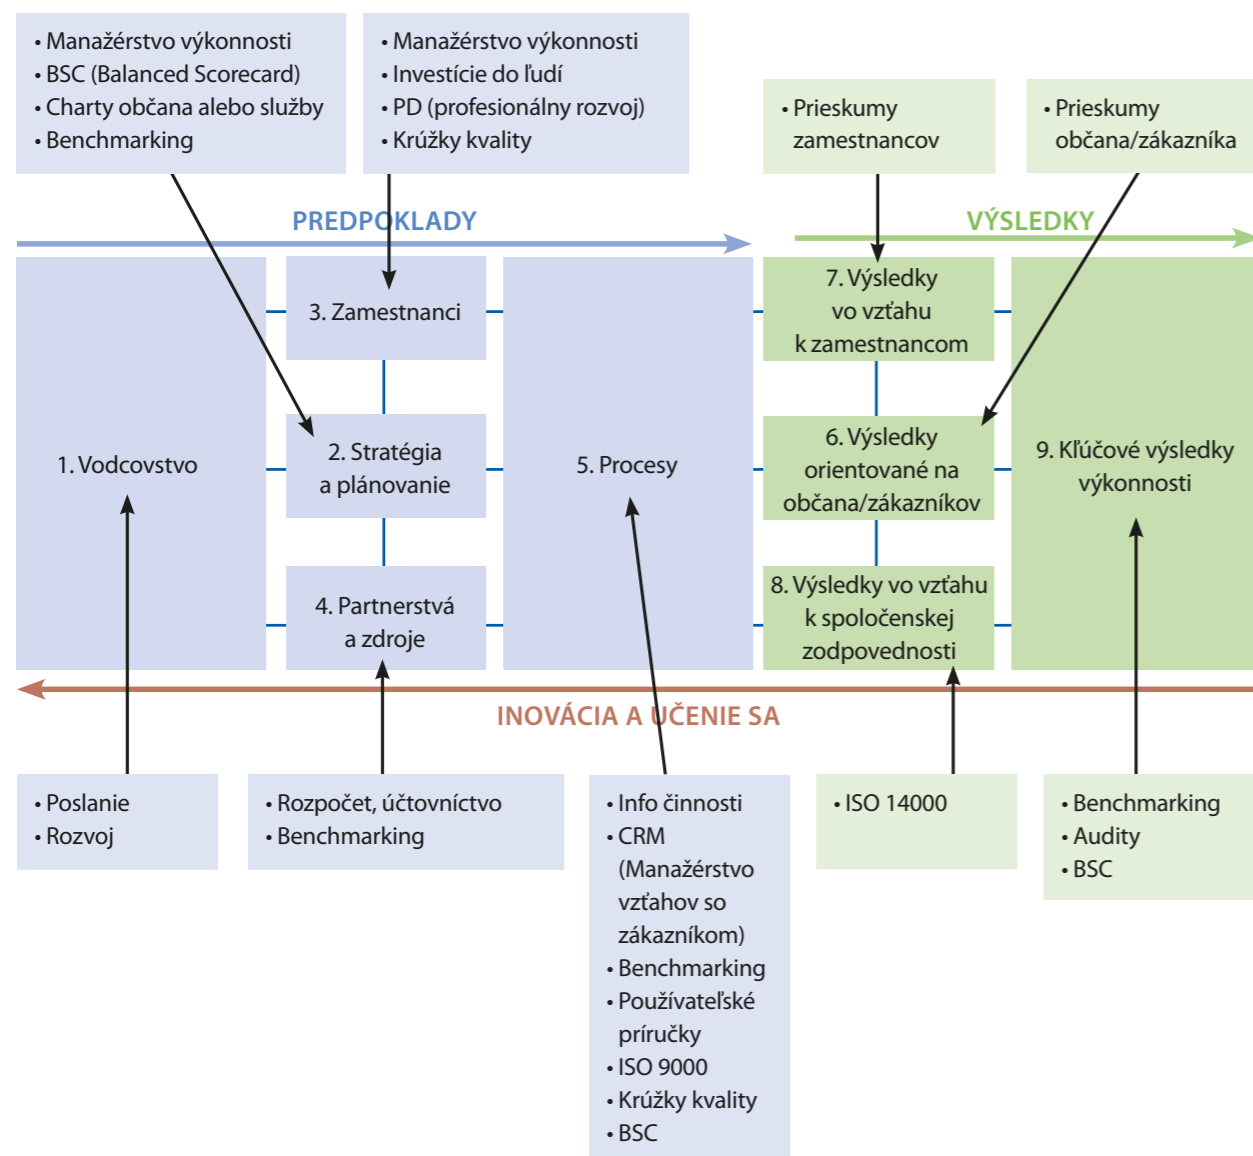 • Manažérstvo výkonnosti
• BSC (Balanced Scorecard)
• Charty občana alebo služby
• Benchmarking
• Manažérstvo výkonnosti
• Investície do ľudí
• PD (profesionálny rozvoj)
• Krúžky kvality
• Prieskumy
zamestnancov
• Prieskumy
občana/zákazníka
PREDPOKLADY
VÝSLEDKY
1. Vodcovstvo
3. Zamestnanci
2. Stratégia
a plánovanie
4. Partnerstvá
a zdroje
5. Procesy
7. Výsledky
vo vzťahu
k zamestnancom
6. Výsledky
orientované na
občana/zákazníkov
8. Výsledky vo vzťahu
k spoločenskej
zodpovednosti
9. Kľúčové výsledky
výkonnosti
INOVÁCIA A UČENIE SA
• Poslanie
• Rozvoj
• Rozpočet, účtovníctvo
• Benchmarking
• Info činnosti
• CRM
(Manažérstvo
vzťahov so
zákazníkom)
• Benchmarking
• Používateľské
príručky
• ISO 9000
• Krúžky kvality
• BSC
• ISO 14000
• Benchmarking
• Audity
• BSC